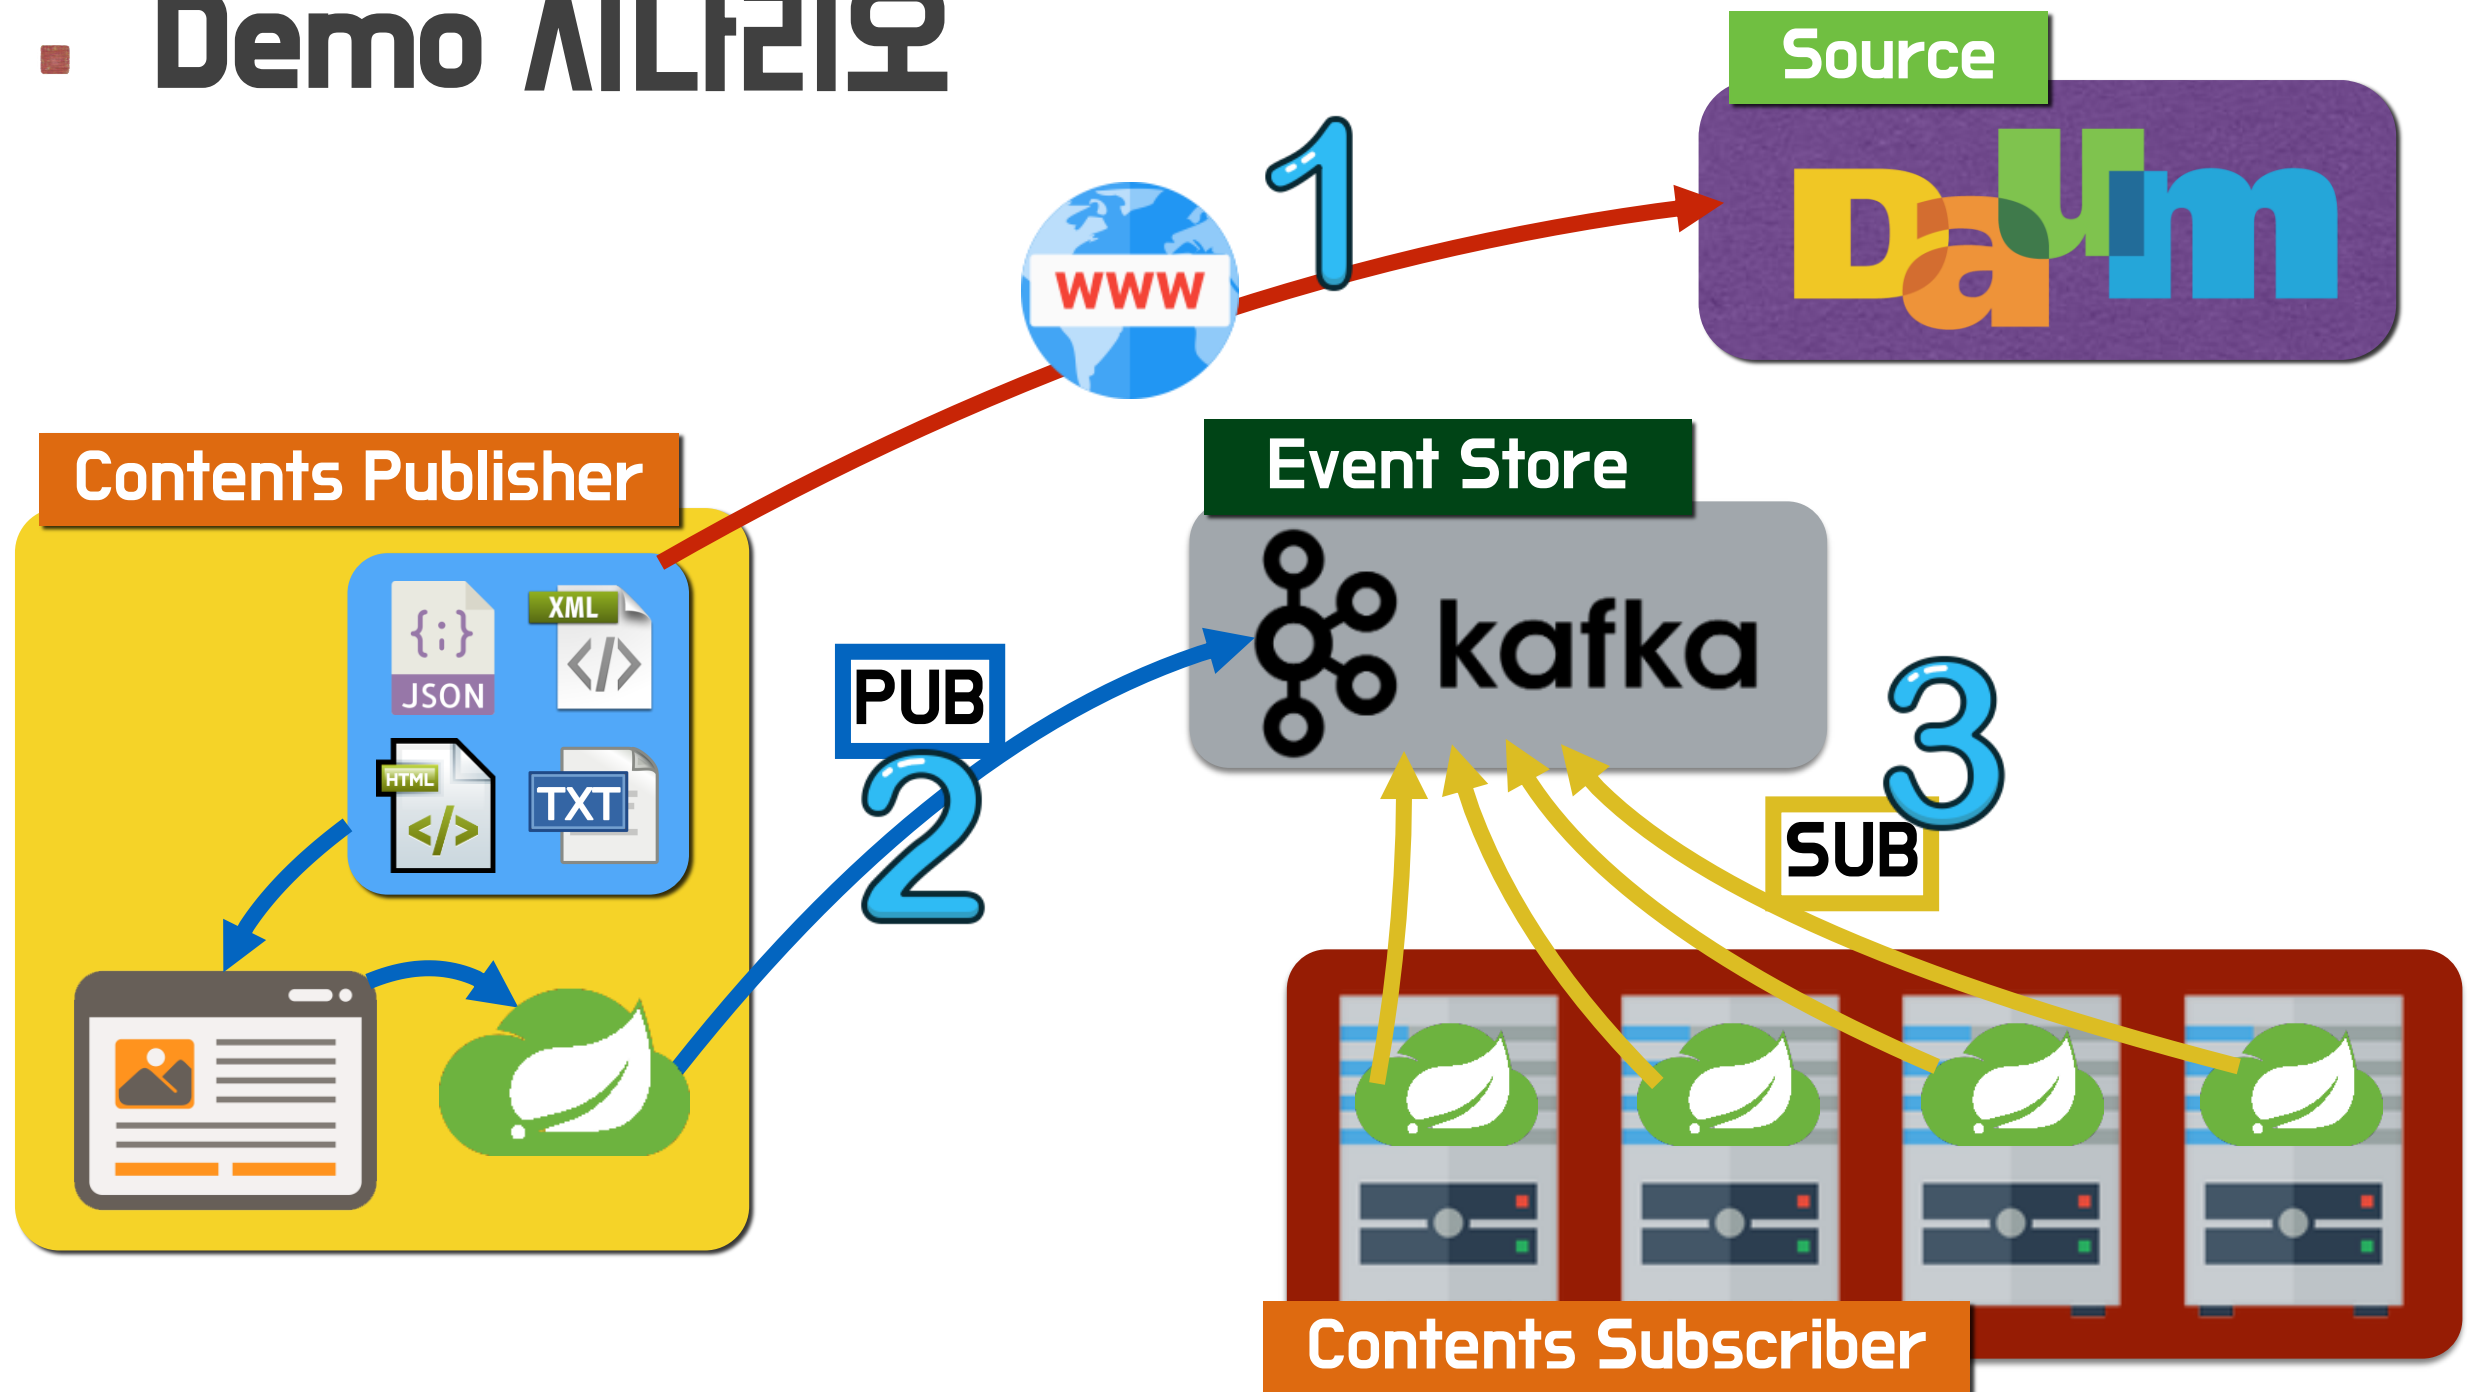 Demo 시나리오
Source
Daum
1
www
Contents Publisher
Event Store
JSON
XML
HTML
TXT
PUB
2
kafka
3
SUB
Contents Subscriber